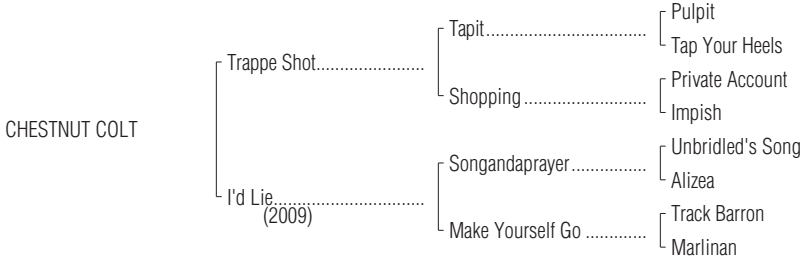 Pulpit
Tapit................................
Tap Your Heels
Trappe Shot......................
Private Account
Shopping..........................
Impish
CHESTNUT COLT
Unbridled's Song
Songandaprayer................
Alizea
I'd Lie................................
(2009)
Track Barron
Make Yourself Go .............
Marlinan